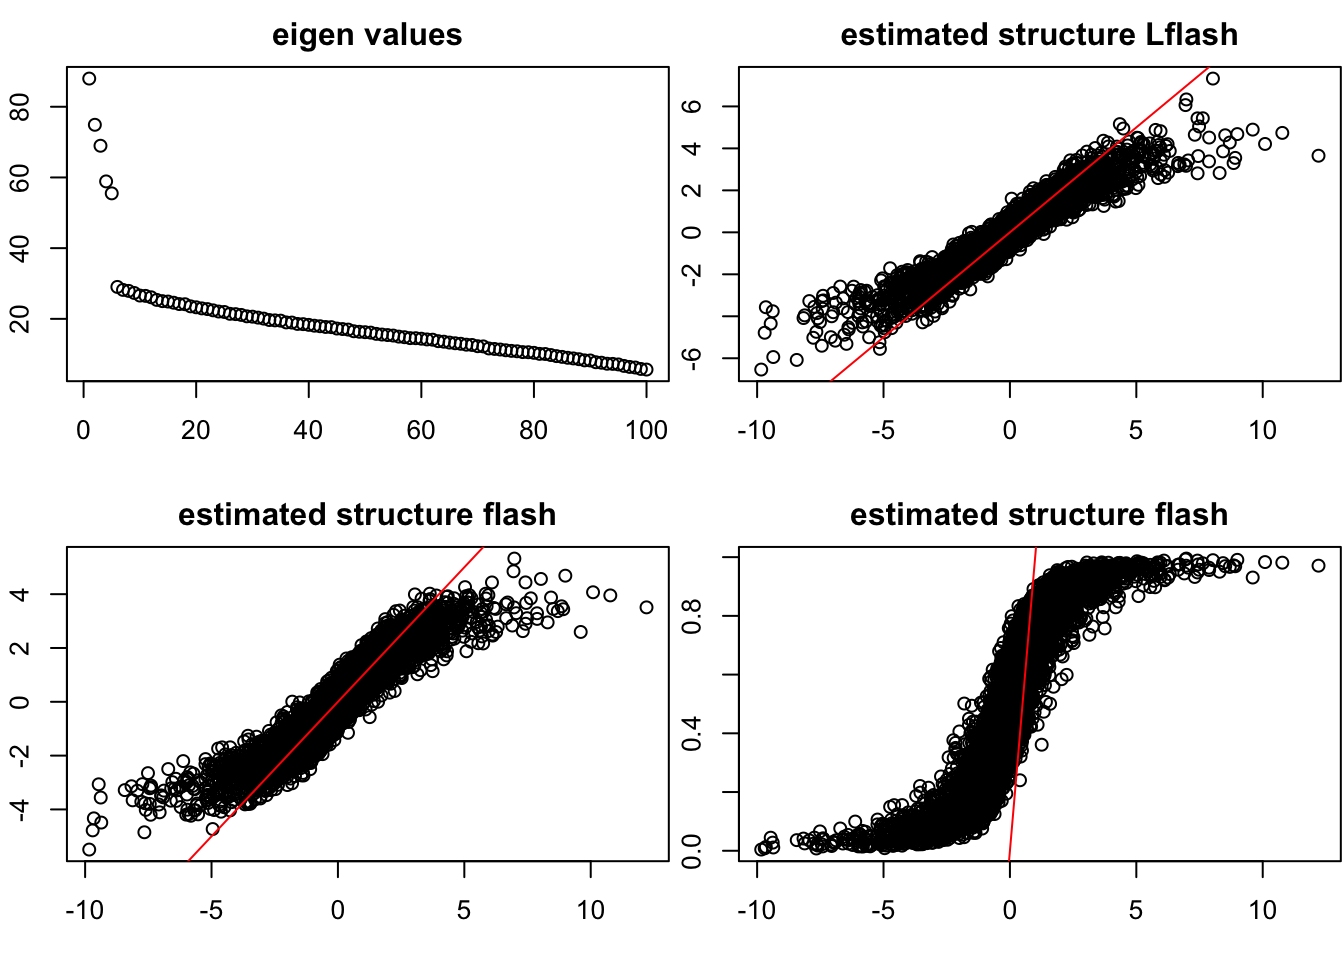 eigen values
80
60
40
20
0 20 40 60 80 100
estimated structure Lflash
6
4
2
0
-2
-6
-10 -5 0 5 10
estimated structure flash
4
2
0
-2
-4
-10 -5 0 5 10
estimated structure flash
0.8
0.4
0.0
-10 -5 0 5 10